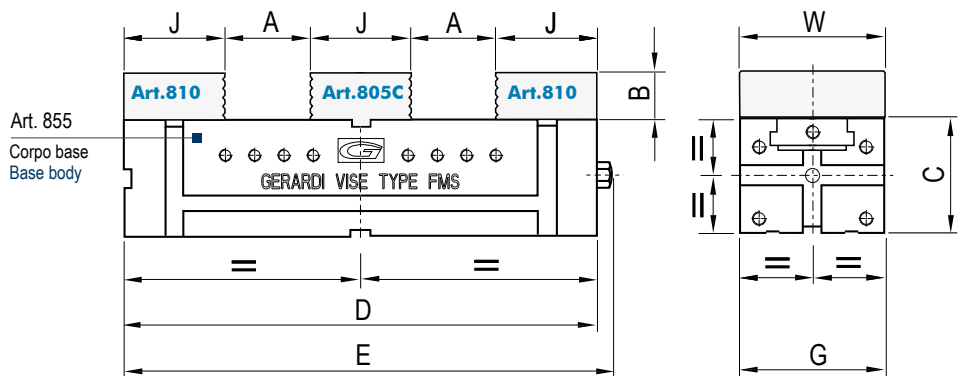 J A J A J
W
Art.810 Art.805C Art.810
B
Art. 855
Corpo base
Base body
GERARDI VISE TYPE FMS
C
=
=
= =
= =
D
E
G